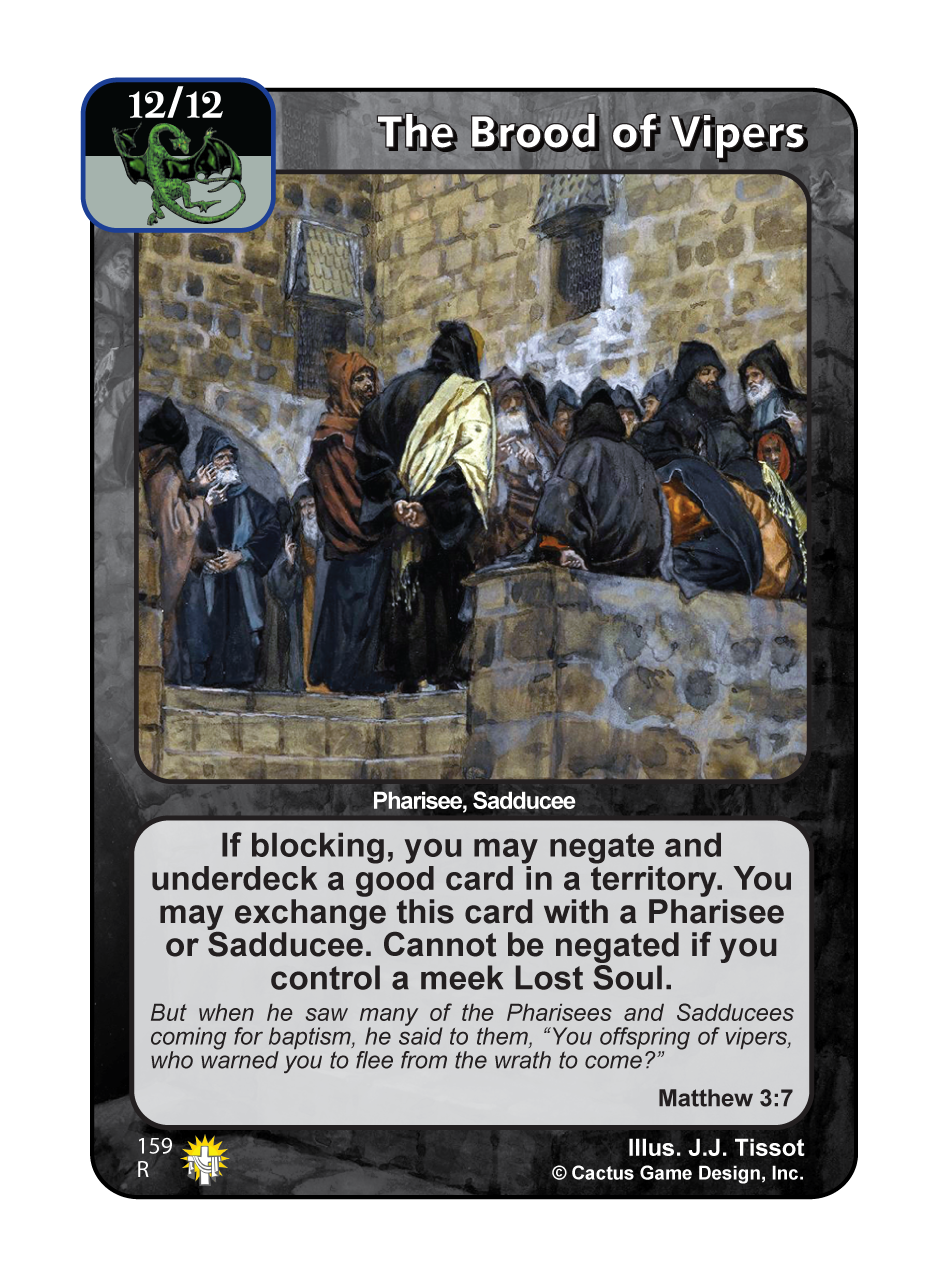 12/12
The Brood of Vipers
Pharisee, Sadducee
If blocking, you may negate and
underdeck a good card in a territory. You
may exchange this card with a Pharisee
or Sadducee. Cannot be negated if you
control a meek Lost Soul.
But when he saw many of the Pharisees and Sadducees
coming for baptism, he said to them, “You offspring of vipers,
who warned you to flee from the wrath to come?”
Matthew 3:7
159
R
Illus. J.J. Tissot
© Cactus Game Design, Inc.